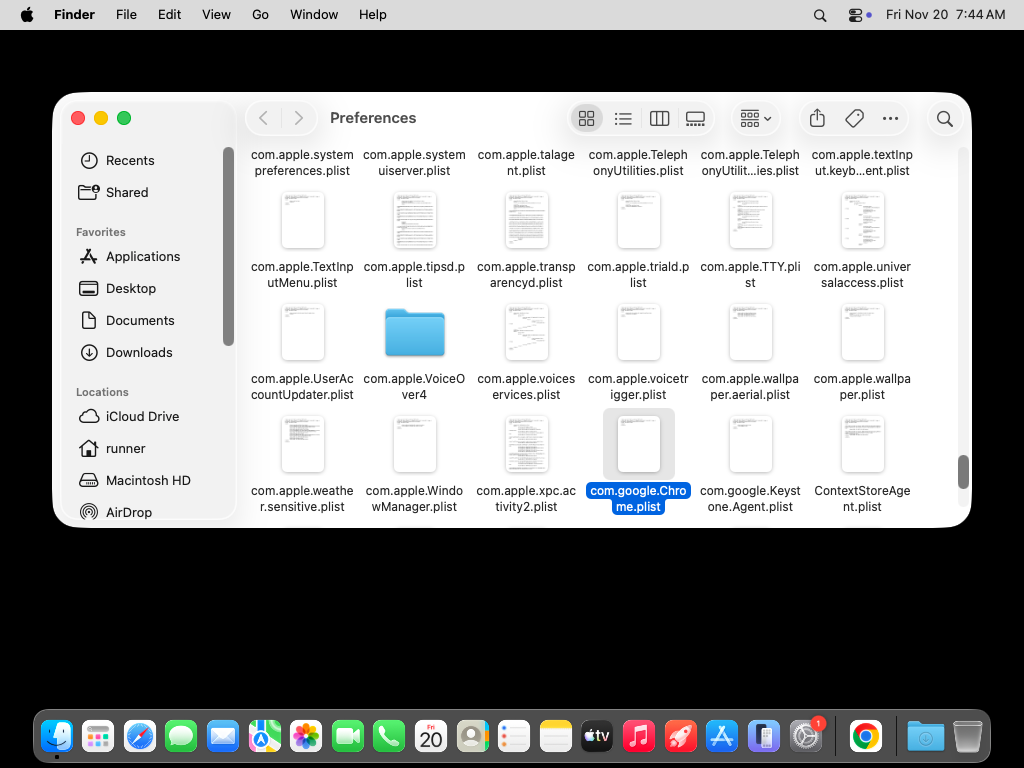 Finder File Edit View Go Window Help Fri Nov 20 7:44 AM
Preferences
Recents
Shared
Favorites
Applications
Desktop
Documents
Downloads
Locations
iCloud Drive
runner
Macintosh HD
AirDrop
com.apple.system
preferences.plist
com.apple.system
uiserver.plist
com.apple.talage
nt.plist
com.apple.Teleph
onyUtilities.plist
com.apple.Teleph
onyUtilit...ies.plist
com.apple.textInp
ut.keyb...ent.plist
com.apple.TextInp
utMenu.plist
com.apple.tipsd.p
list
com.apple.transp
arencyd.plist
com.apple.triald.p
list
com.apple.TTY.pli
st
com.apple.univer
salaccess.plist
com.apple.UserAc
countUpdater.plist
com.apple.VoiceO
ver4
com.apple.voices
ervices.plist
com.apple.voicetr
igger.plist
com.apple.wallpa
per.aerial.plist
com.apple.wallpa
per.plist
com.apple.weathe
r.sensitive.plist
com.apple.Windo
wManager.plist
com.apple.xpc.ac
tivity2.plist
com.google.Chro
me.plist
com.google.Keyst
one.Agent.plist
ContextStoreAge
nt.plist
Fri
20
tv
1